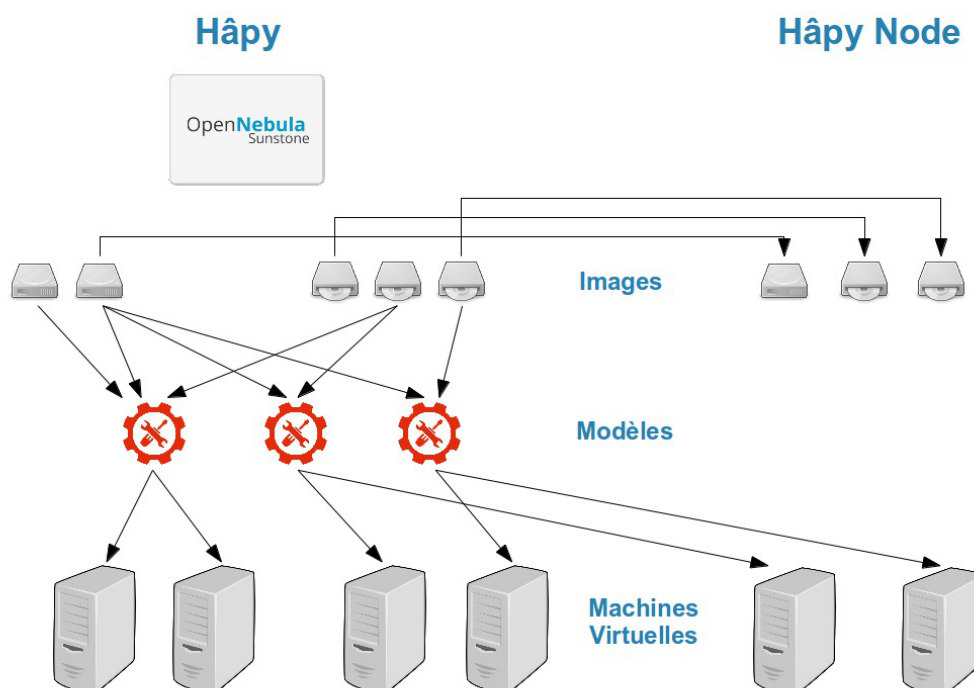 Hâpy
Hâpy Node
OpenNebula
Sunstone
Images
Modèles
Machines
Virtuelles